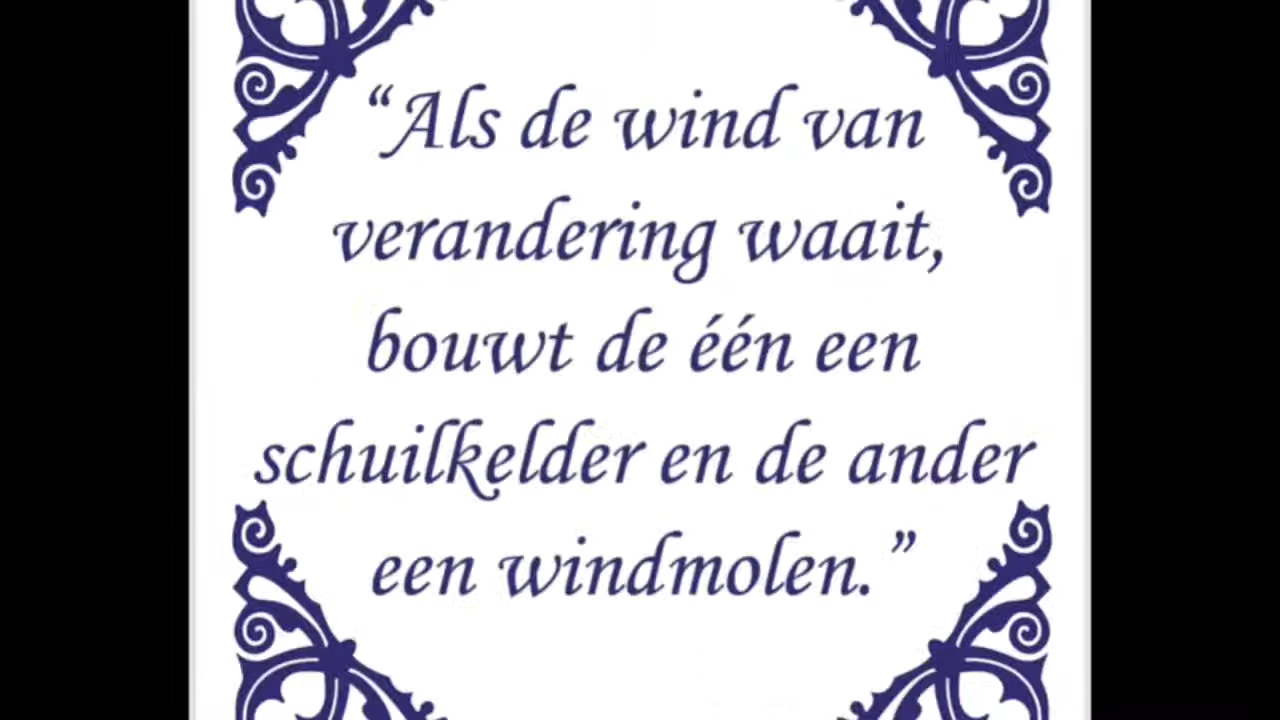 “Als de wind van
verandering waait,
bouwt de één een
schuilkelder en de ander
een windmolen.”